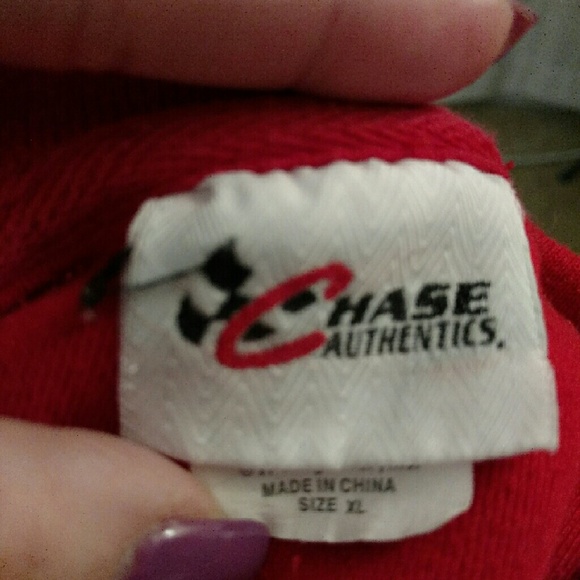 CHASE
AUTHENTICS.
MADE IN CHINA
SIZE XL